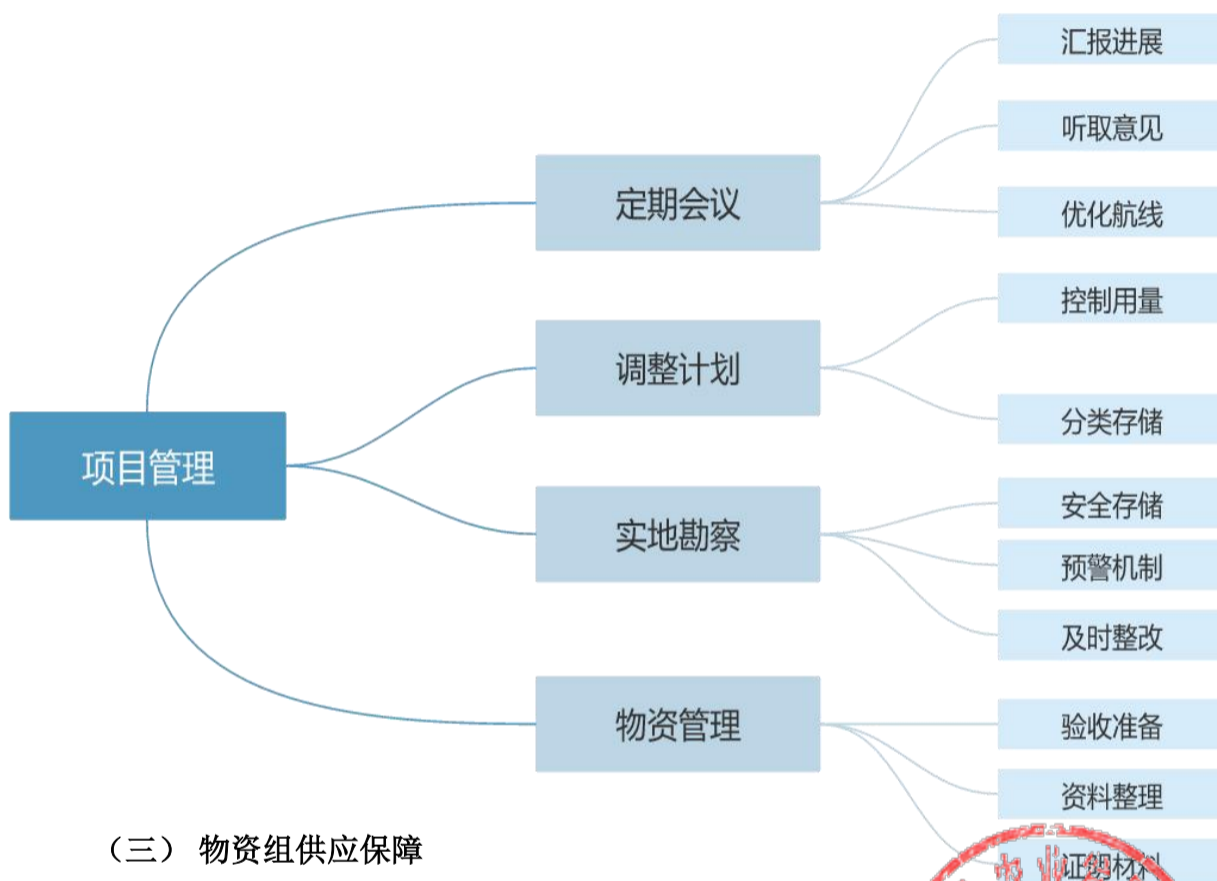 项目管理
定期会议
汇报进展
听取意见
优化航线
调整计划
控制用量
分类存储
实地勘察
安全存储
预警机制
及时整改
物资管理
验收准备
资料整理
证明材料
（三） 物资组供应保障